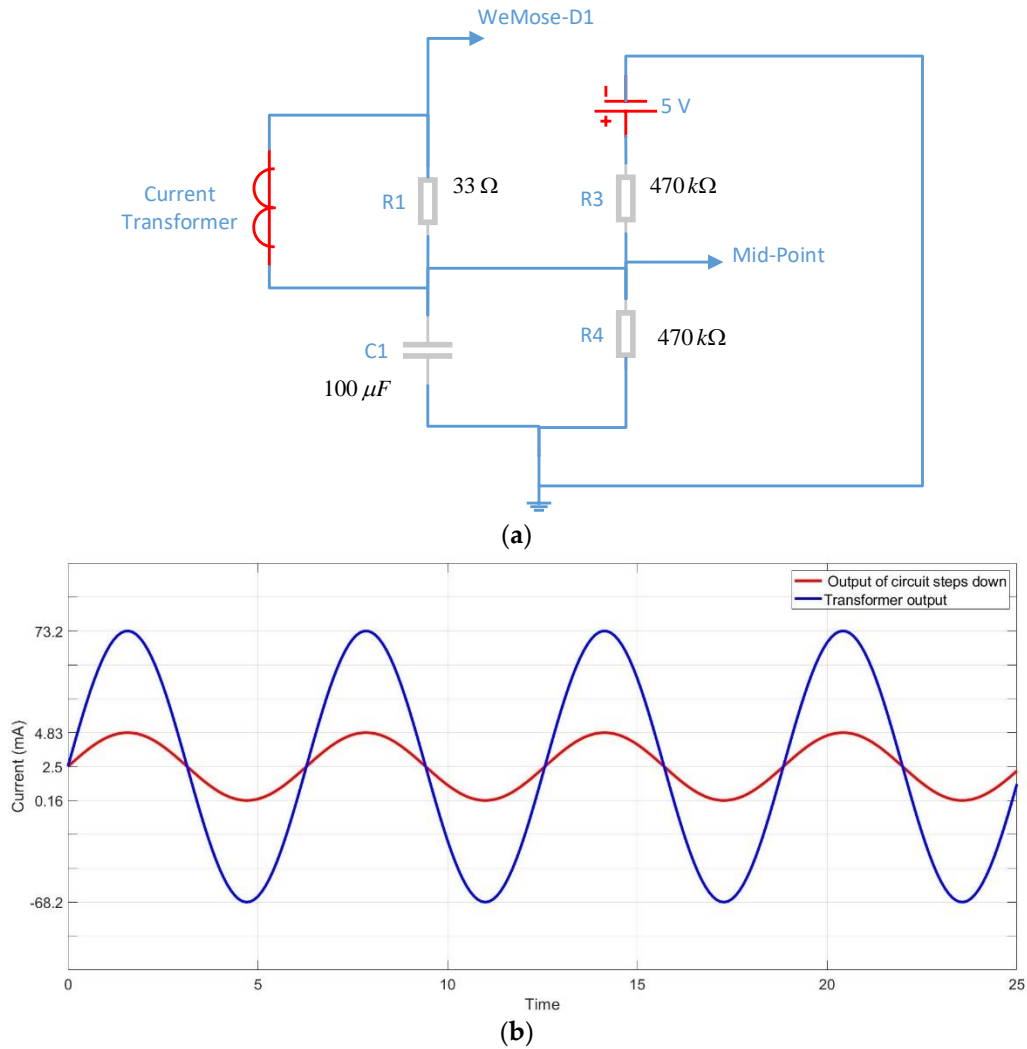 WeMose-D1
5 V
Current
Transformer
R1
33 Ω
R3
470 kΩ
Mid-Point
C1
100 μF
R4
470 kΩ
(a)
Output of circuit steps down
Transformer output
Current (mA)
73.2
4.83
2.5
0.16
-68.2
0
5
10
15
20
25
Time
(b)